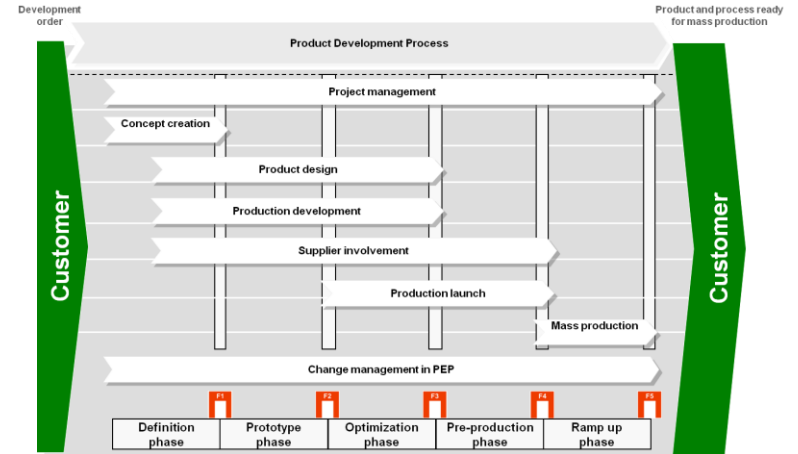 Development
order
Product and process ready
for mass production
Product Development Process
Project management
Concept creation
Product design
Production development
Supplier involvement
Production launch
Mass production
Change management in PEP
Customer
Customer
F1
F2
F3
F4
F5
Definition
phase
Prototype
phase
Optimization
phase
Pre-production
phase
Ramp up
phase